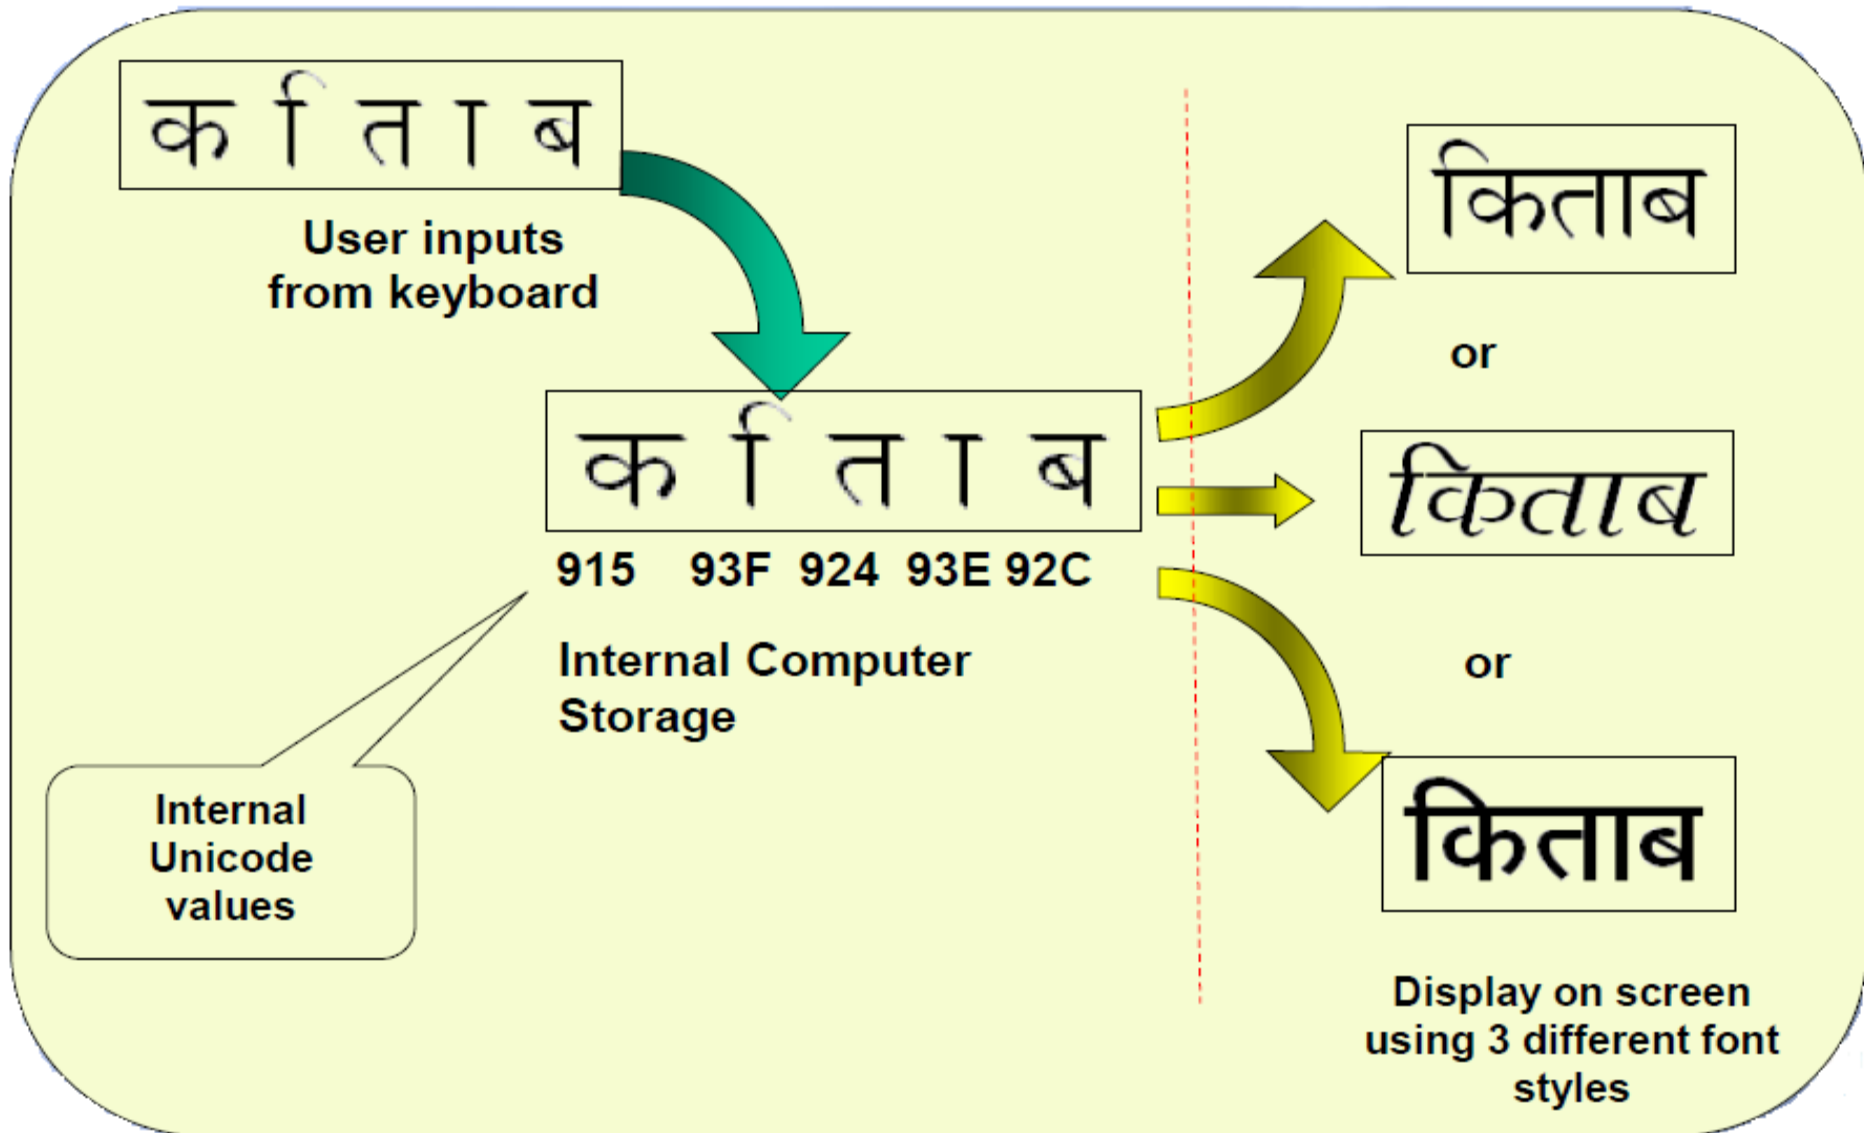 क ि त ा ब
User inputs
from keyboard
किताब
or
क ि त ा ब
915 93F 924 93E 92C
किताब
Internal Computer
Storage
or
Internal
Unicode
values
किताब
Display on screen
using 3 different font
styles